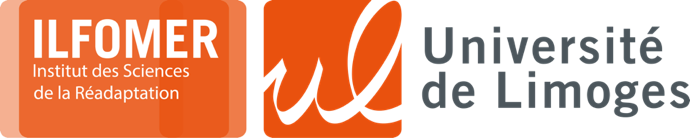 ILFOMER
Institut des Sciences
de la Réadaptation
ul
Université
de Limoges